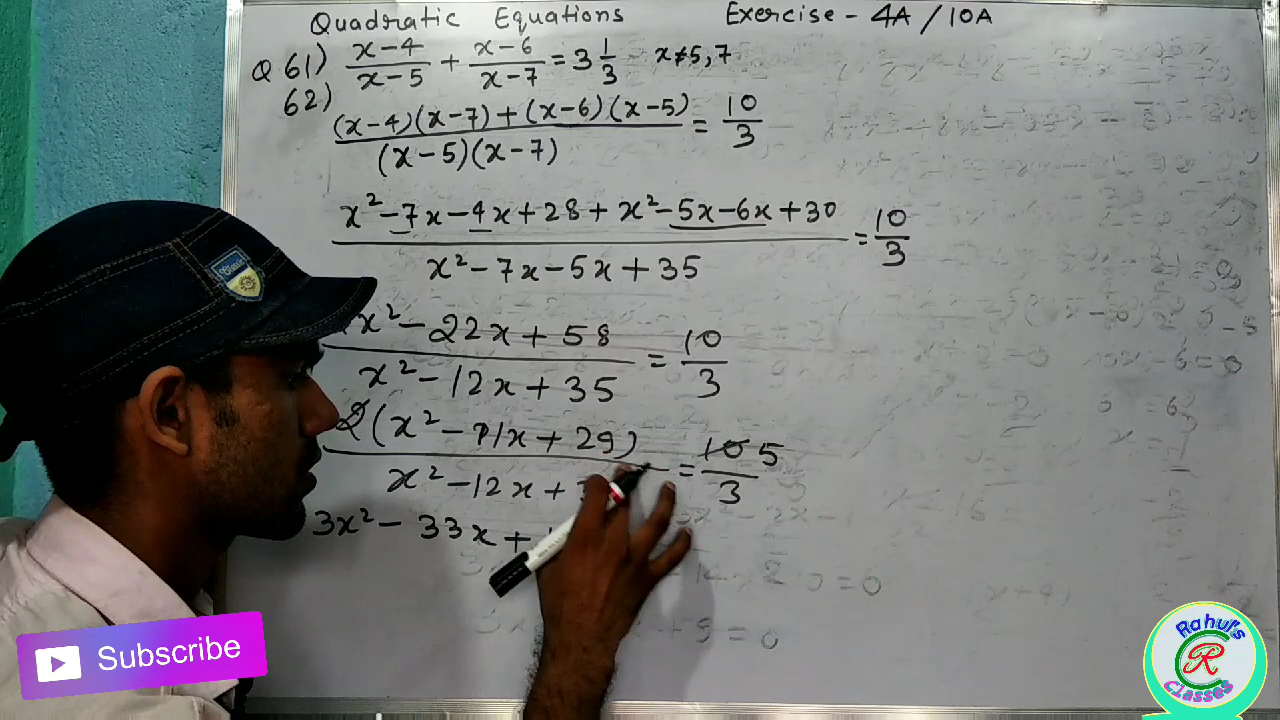 Quadratic Equations Exercise - 4A / 10A
Q 61) (x-4)/(x-5) + (x-6)/(x-7) = 3 1/3 x≠5, 7
62)
((x-4)(x-7) + (x-6)(x-5))/((x-5)(x-7)) = 10/3
(x² - 7x - 4x + 28 + x² - 5x - 6x + 30)/(x² - 7x - 5x + 35) = 10/3
x² - 22x + 58/(x² - 12x + 35) = 10/3
2(x² - 11x + 29)/(x² - 12x + = 10 5/3
3x² - 33x +
Subscribe
Rahul's
CR
Classes